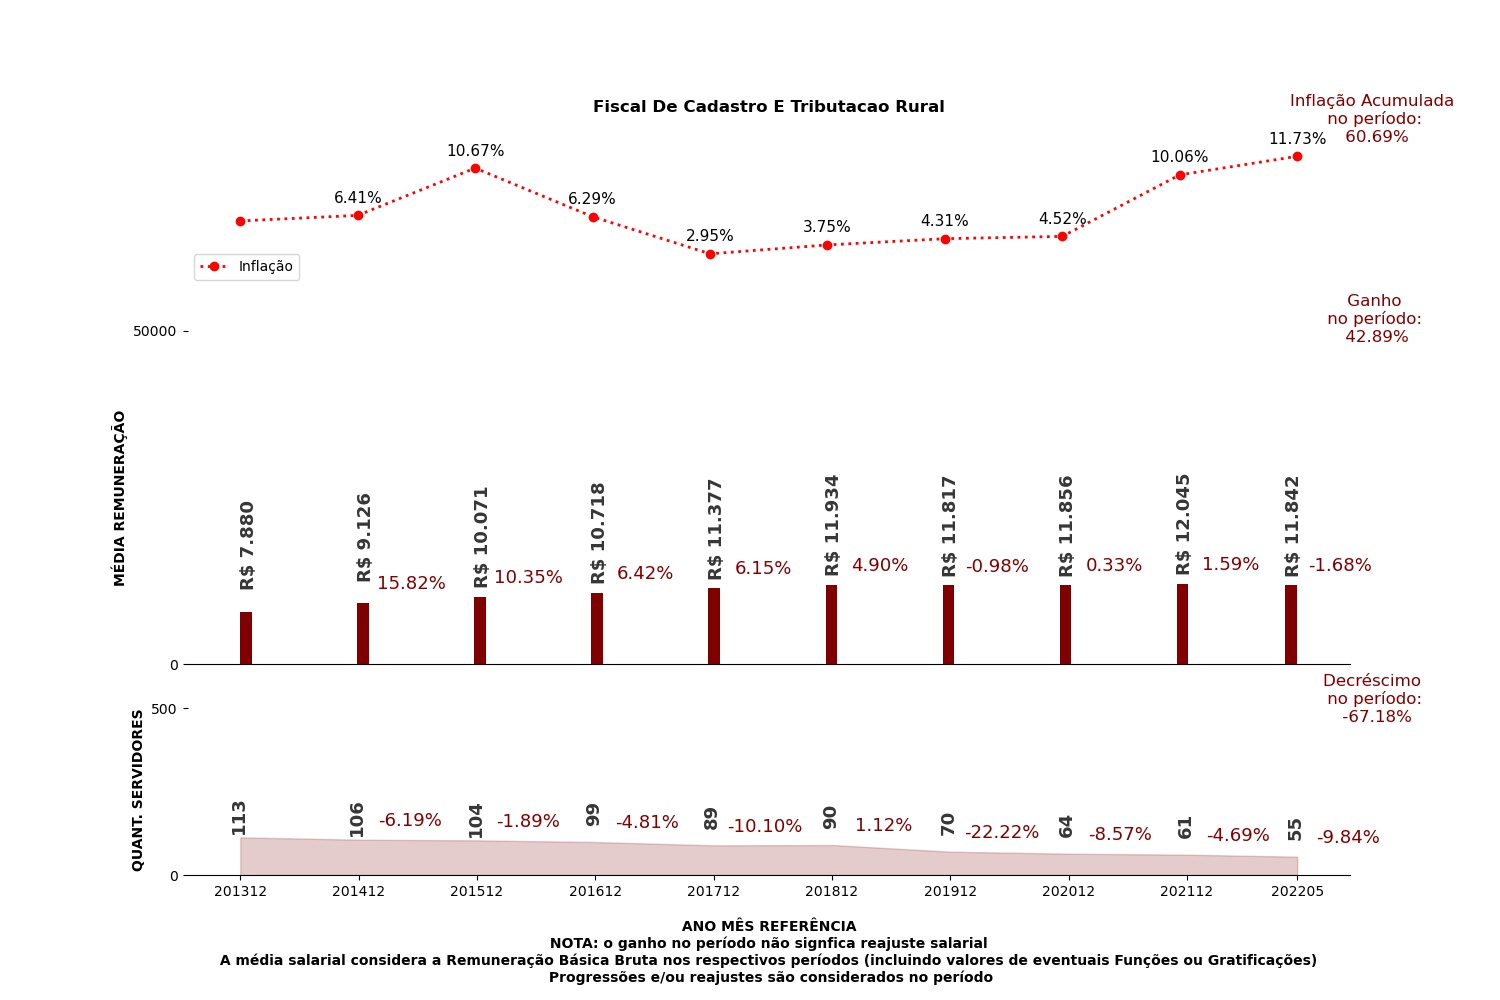 Fiscal De Cadastro E Tributacao Rural
Inflação Acumulada
no período:
60.69%
6.41%
10.67%
6.29%
2.95%
3.75%
4.31%
4.52%
10.06%
11.73%
Inflação
Ganho
no período:
42.89%
50000
0
MÉDIA REMUNERAÇÃO
R$ 7.880
R$ 9.126
R$ 10.071
R$ 10.718
R$ 11.377
R$ 11.934
R$ 11.817
R$ 11.856
R$ 12.045
R$ 11.842
15.82%
10.35%
6.42%
6.15%
4.90%
-0.98%
0.33%
1.59%
-1.68%
Decréscimo
no período:
-67.18%
500
0
QUANT. SERVIDORES
113
106
104
99
89
90
70
64
61
55
-6.19%
-1.89%
-4.81%
-10.10%
1.12%
-22.22%
-8.57%
-4.69%
-9.84%
201312
201412
201512
201612
201712
201812
201912
202012
202112
202205
ANO MÊS REFERÊNCIA
NOTA: o ganho no período não signfica reajuste salarial
A média salarial considera a Remuneração Básica Bruta nos respectivos períodos (incluindo valores de eventuais Funções ou Gratificações)
Progressões e/ou reajustes são considerados no período